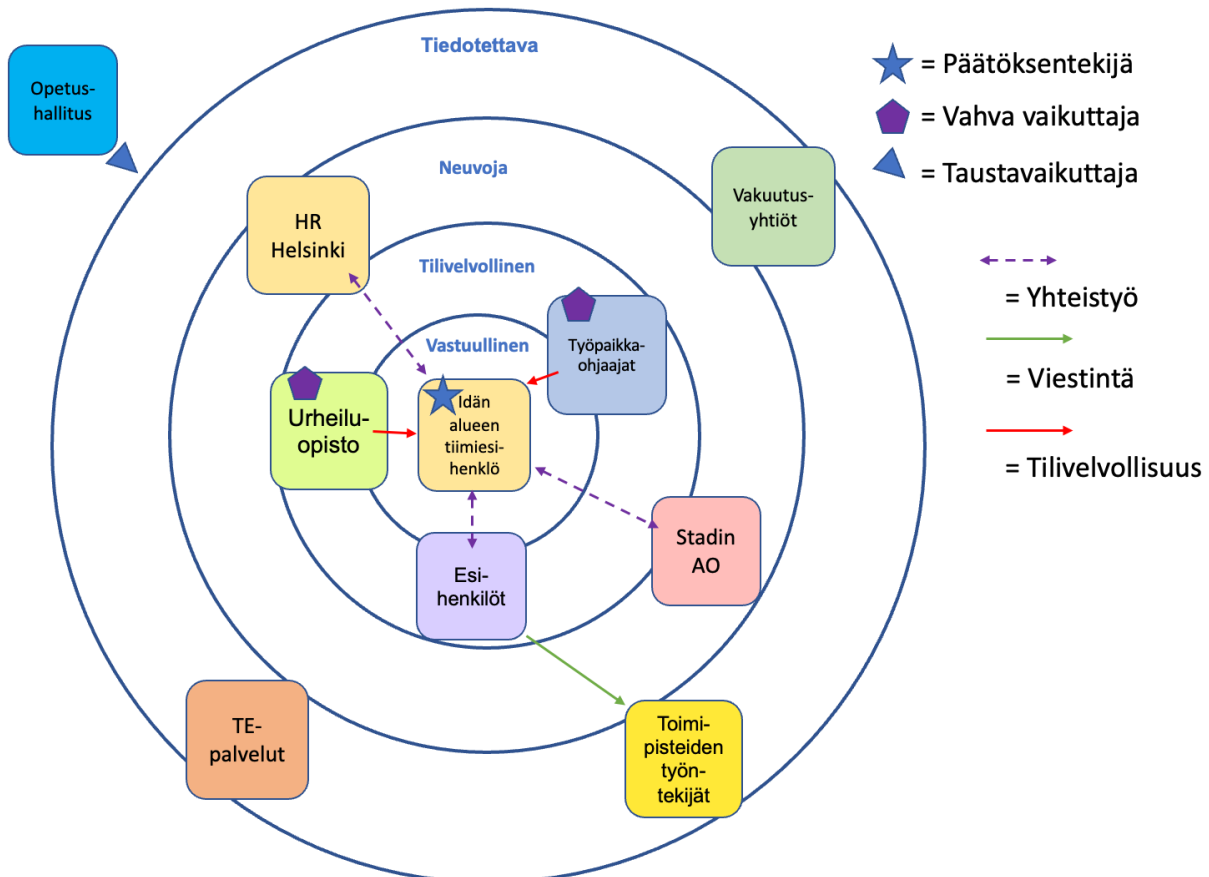 Tiedotettava
Opetus-
hallitus
= Päätöksentekijä
= Vahva vaikuttaja
= Taustavaikuttaja
Neuvoja
HR
Helsinki
Vakuutus-
yhtiöt
Tilivelvollinen
= Yhteistyö
Vastuullinen
Työpaikka-
ohjaajat
= Viestintä
Urheilu-
opisto
Idän
alueen
tiimiesi-
henklö
= Tilivelvollisuus
Stadin
AO
Esi-
henkilöt
TE-
palvelut
Toimi-
pisteiden
työn-
tekijät